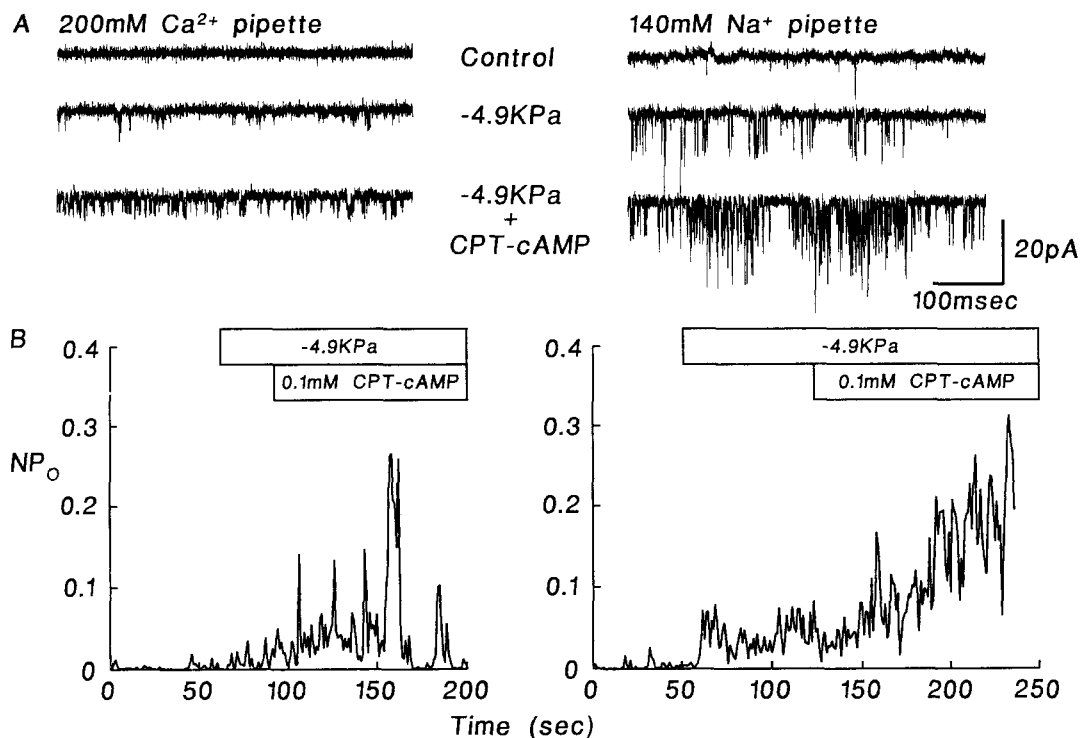 A 200mM Ca²⁺ pipette
140mM Na⁺ pipette
Control
-4.9KPa
-4.9KPa
+
CPT-cAMP
20pA
100msec
B
-4.9KPa
0.1mM CPT-cAMP
0.4
0.3
NPO
0.2
0.1
0
0 50 100 150 200
-4.9KPa
0.1mM CPT-cAMP
0.4
0.3
0.2
0.1
0
0 50 100 150 200 250
Time (sec)